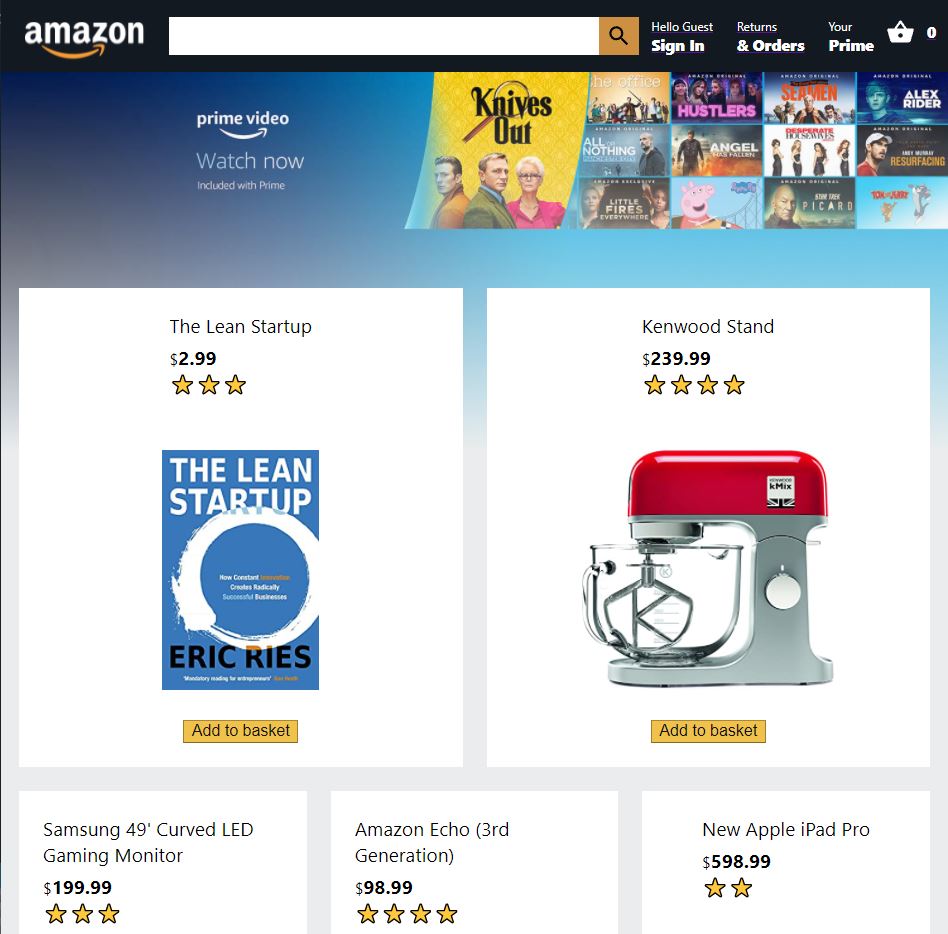 amazon
Hello Guest
Sign In
Returns
& Orders
Your
Prime
0
prime video
Watch now
Included with Prime
Knives
Out
the office
AMAZON ORIGINAL
HUSTLERS
AMAZON ORIGINAL
SEAMEN
AMAZON ORIGINAL
ALEX
RIDER
AMAZON ORIGINAL
ALL OR
NOTHING
ANGEL
HAS FALLEN
DESPERATE
HOUSEWIVES
AMAZON ORIGINAL
ANDY MURRAY
RESURFACING
AMAZON EXCLUSIVE
LITTLE
FIRES
EVERYWHERE
Peppa Pig
AMAZON ORIGINAL
STAR TREK
PICARD
TOM AND JERRY
The Lean Startup
$2.99
THE LEAN
STARTUP
How Constant Innovation
Creates Radically
Successful Businesses
ERIC RIES
'Mandatory reading for entrepreneurs'
Add to basket
Kenwood Stand
$239.99
KENWOOD
kMix
K
Add to basket
Samsung 49' Curved LED
Gaming Monitor
$199.99
Amazon Echo (3rd
Generation)
$98.99
New Apple iPad Pro
$598.99